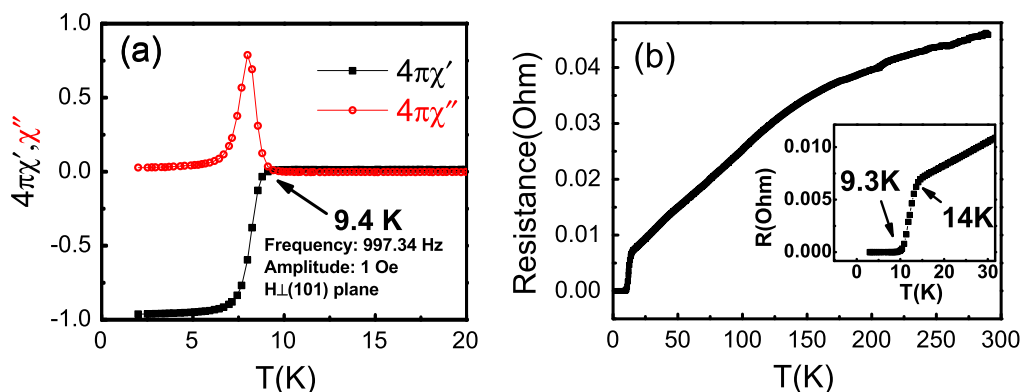 (a)
1.0
0.5
0.0
-0.5
-1.0
4πχ′,χ″
4πχ′
4πχ″
9.4 K
Frequency: 997.34 Hz
Amplitude: 1 Oe
H⊥(101) plane
0 5 10 15 20
T(K)
(b)
0.04
0.03
0.02
0.01
0.00
Resistance(Ohm)
0 50 100 150 200 250 300
T(K)
0.010
0.005
0.000
R(Ohm)
9.3K
14K
0 10 20 30
T(K)